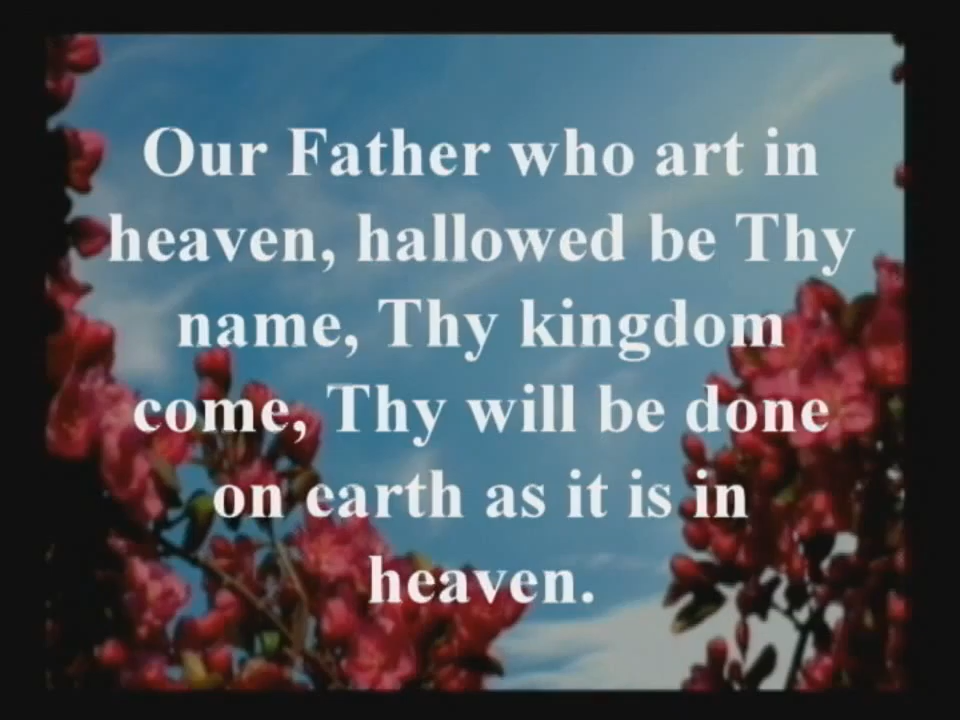 Our Father who art in
heaven, hallowed be Thy
name, Thy kingdom
come, Thy will be done
on earth as it is in
heaven.